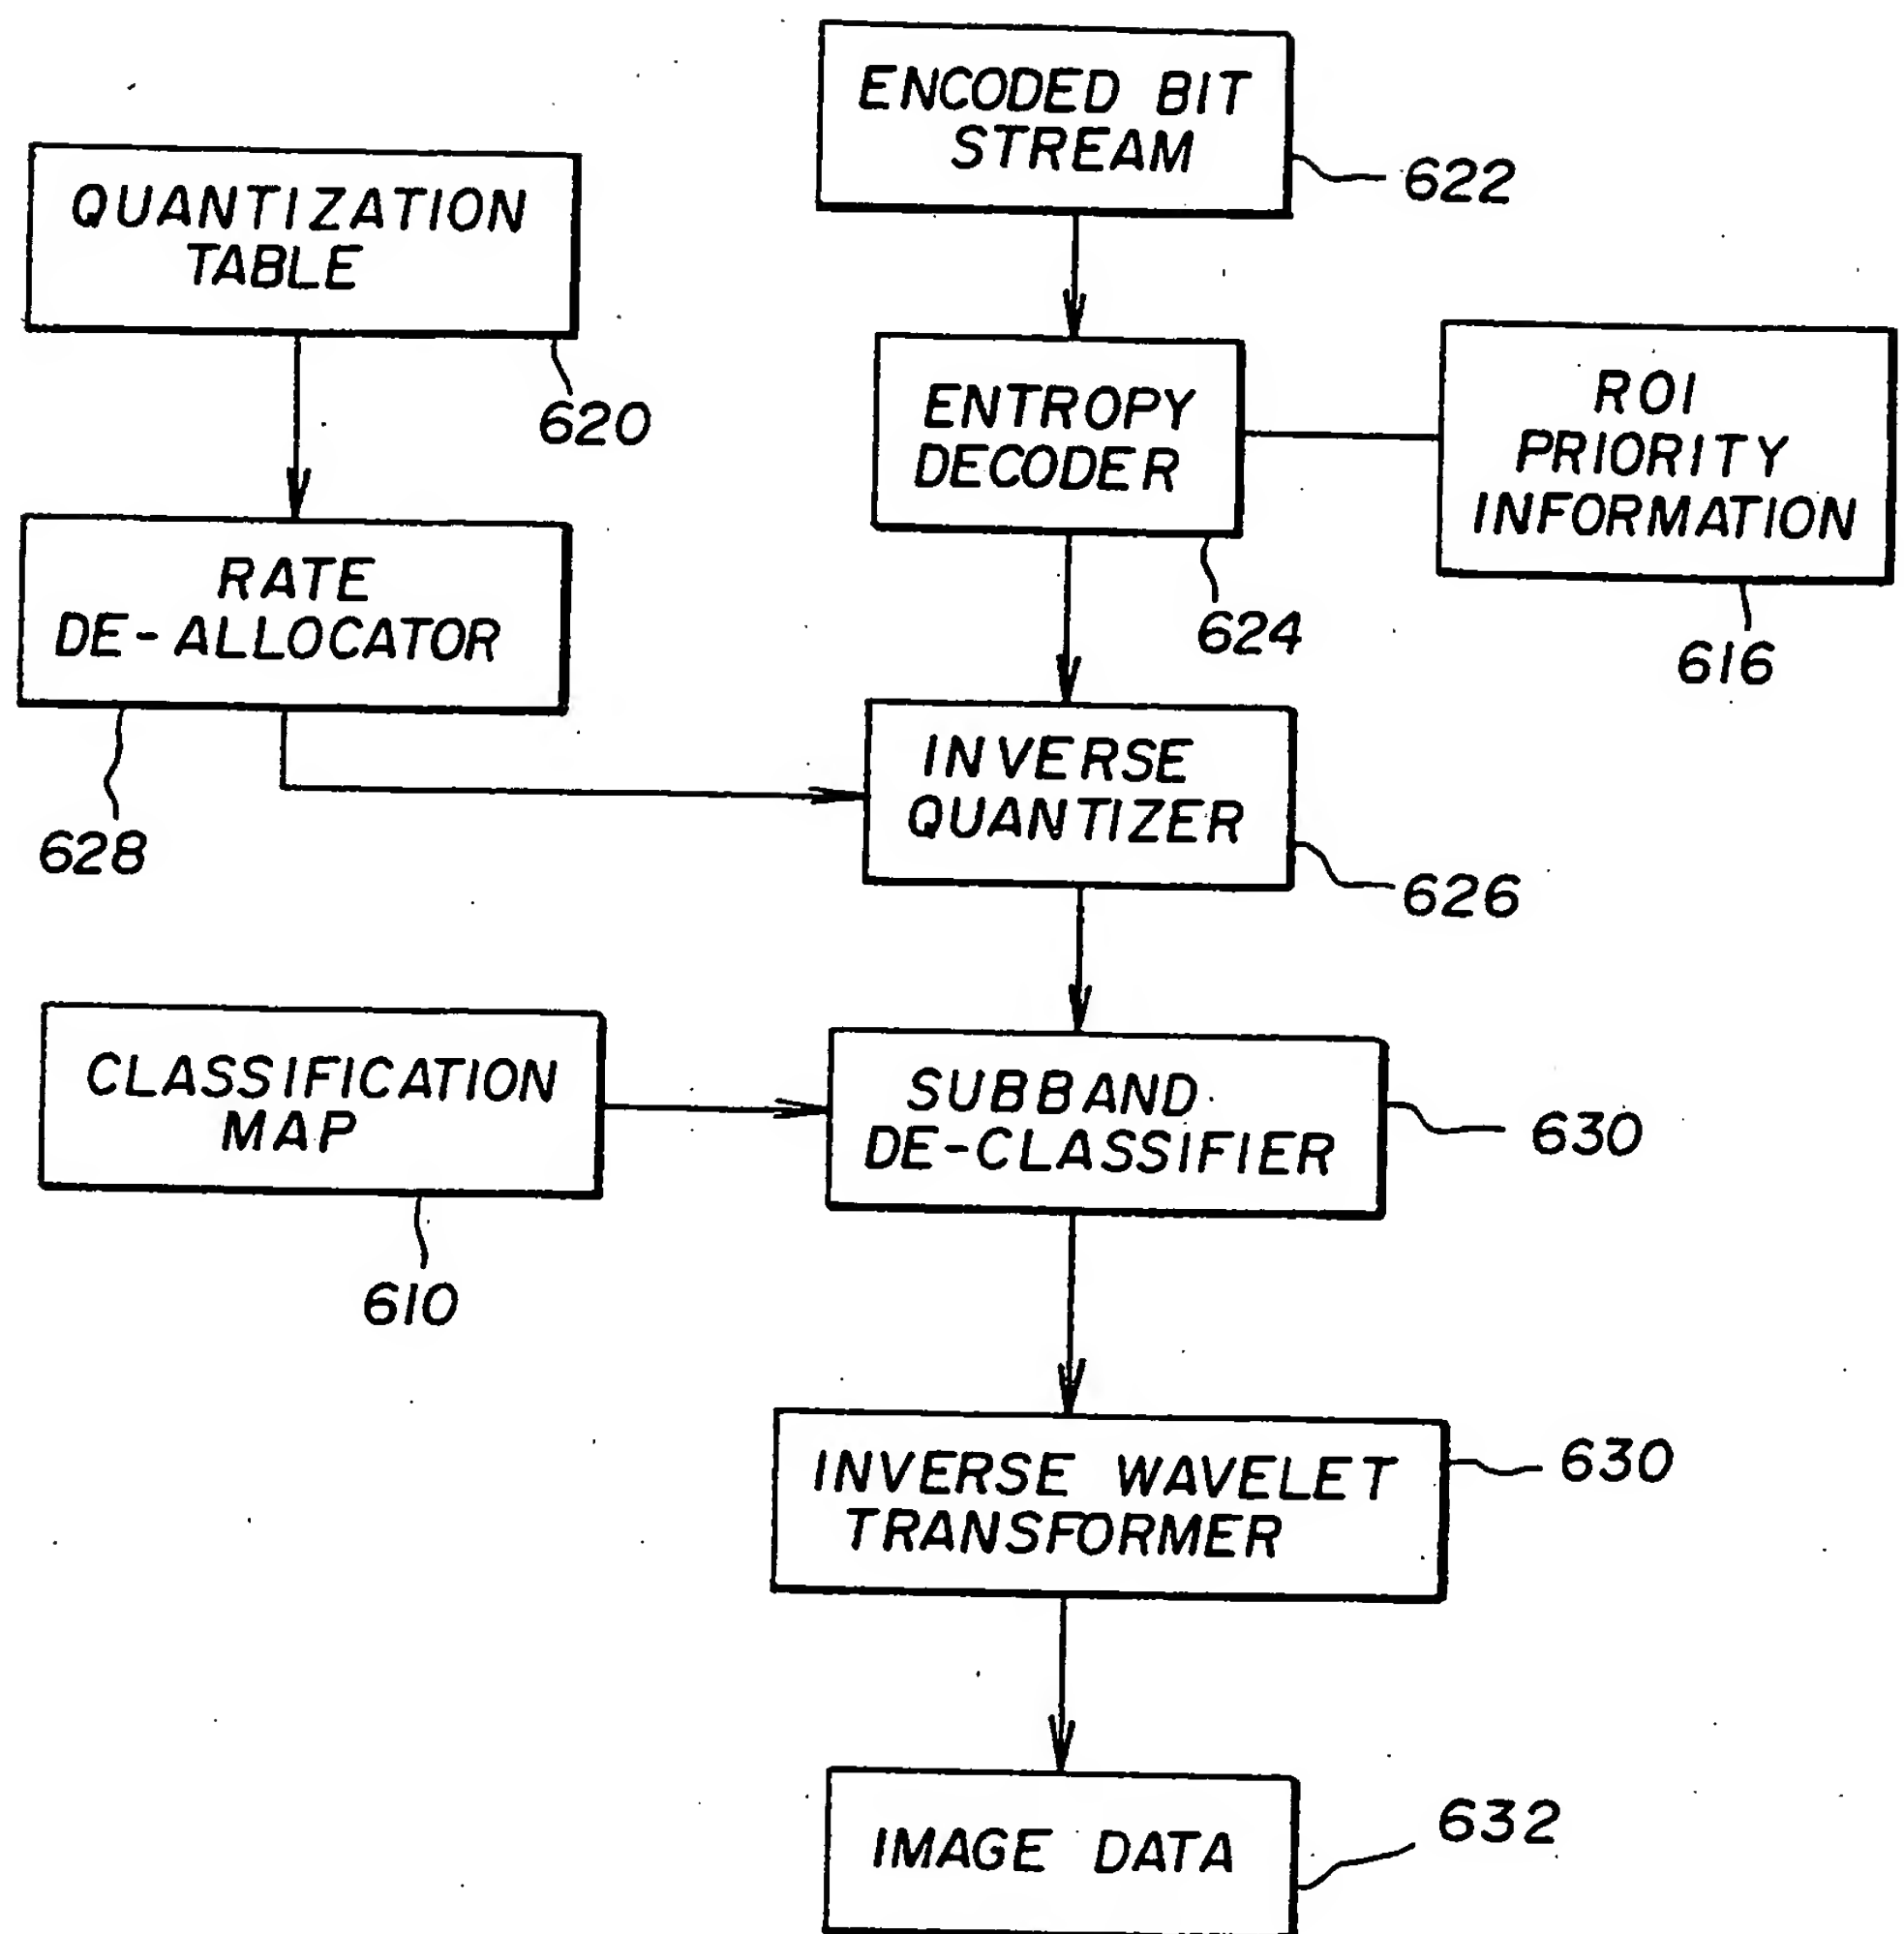 ENCODED BIT
STREAM
622
QUANTIZATION
TABLE
620
ENTROPY
DECODER
624
ROI
PRIORITY
INFORMATION
616
RATE
DE-ALLOCATOR
628
INVERSE
QUANTIZER
626
CLASSIFICATION
MAP
610
SUBBAND
DE-CLASSIFIER
630
INVERSE WAVELET
TRANSFORMER
630
IMAGE DATA
632